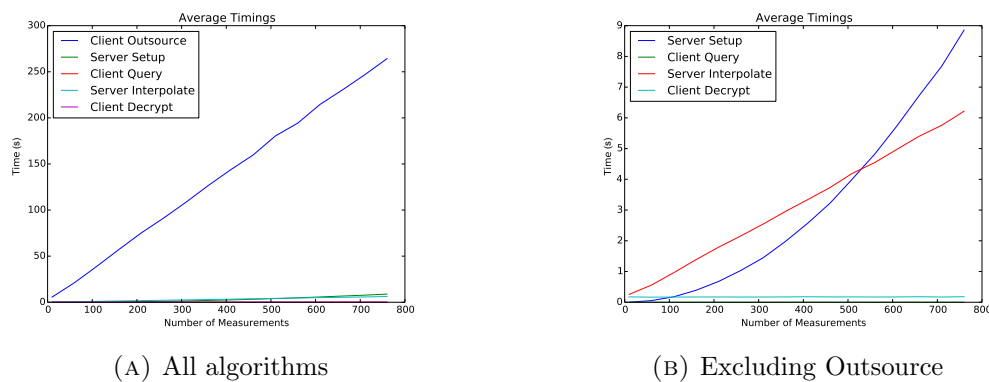 Average Timings
300
250
200
150
100
50
0
Time (s)
Client Outsource
Server Setup
Client Query
Server Interpolate
Client Decrypt
0 100 200 300 400 500 600 700 800
Number of Measurements
(A) All algorithms
Average Timings
9
8
7
6
5
4
3
2
1
0
Time (s)
Server Setup
Client Query
Server Interpolate
Client Decrypt
0 100 200 300 400 500 600 700 800
Number of Measurements
(B) Excluding Outsource